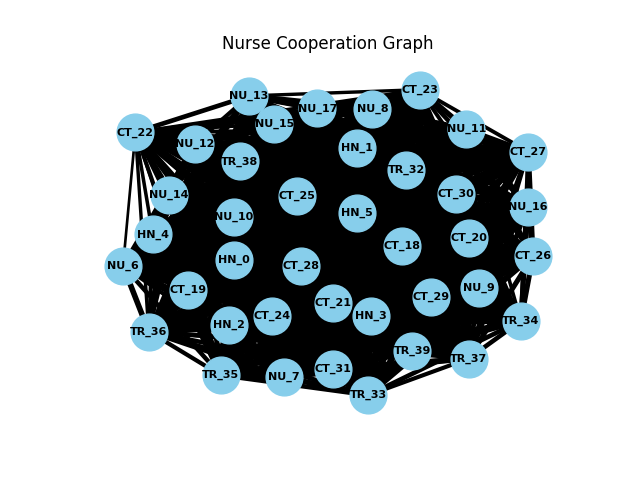 Nurse Cooperation Graph
CT_23
NU_13
NU_17
NU_8
NU_15
NU_11
CT_22
NU_12
HN_1
CT_27
TR_38
TR_32
NU_14
CT_25
CT_30
NU_16
NU_10
HN_5
HN_4
CT_20
CT_18
CT_26
HN_0
NU_6
CT_28
CT_19
NU_9
CT_29
CT_21
CT_24
HN_3
TR_34
HN_2
TR_36
TR_39
TR_37
CT_31
TR_35
NU_7
TR_33